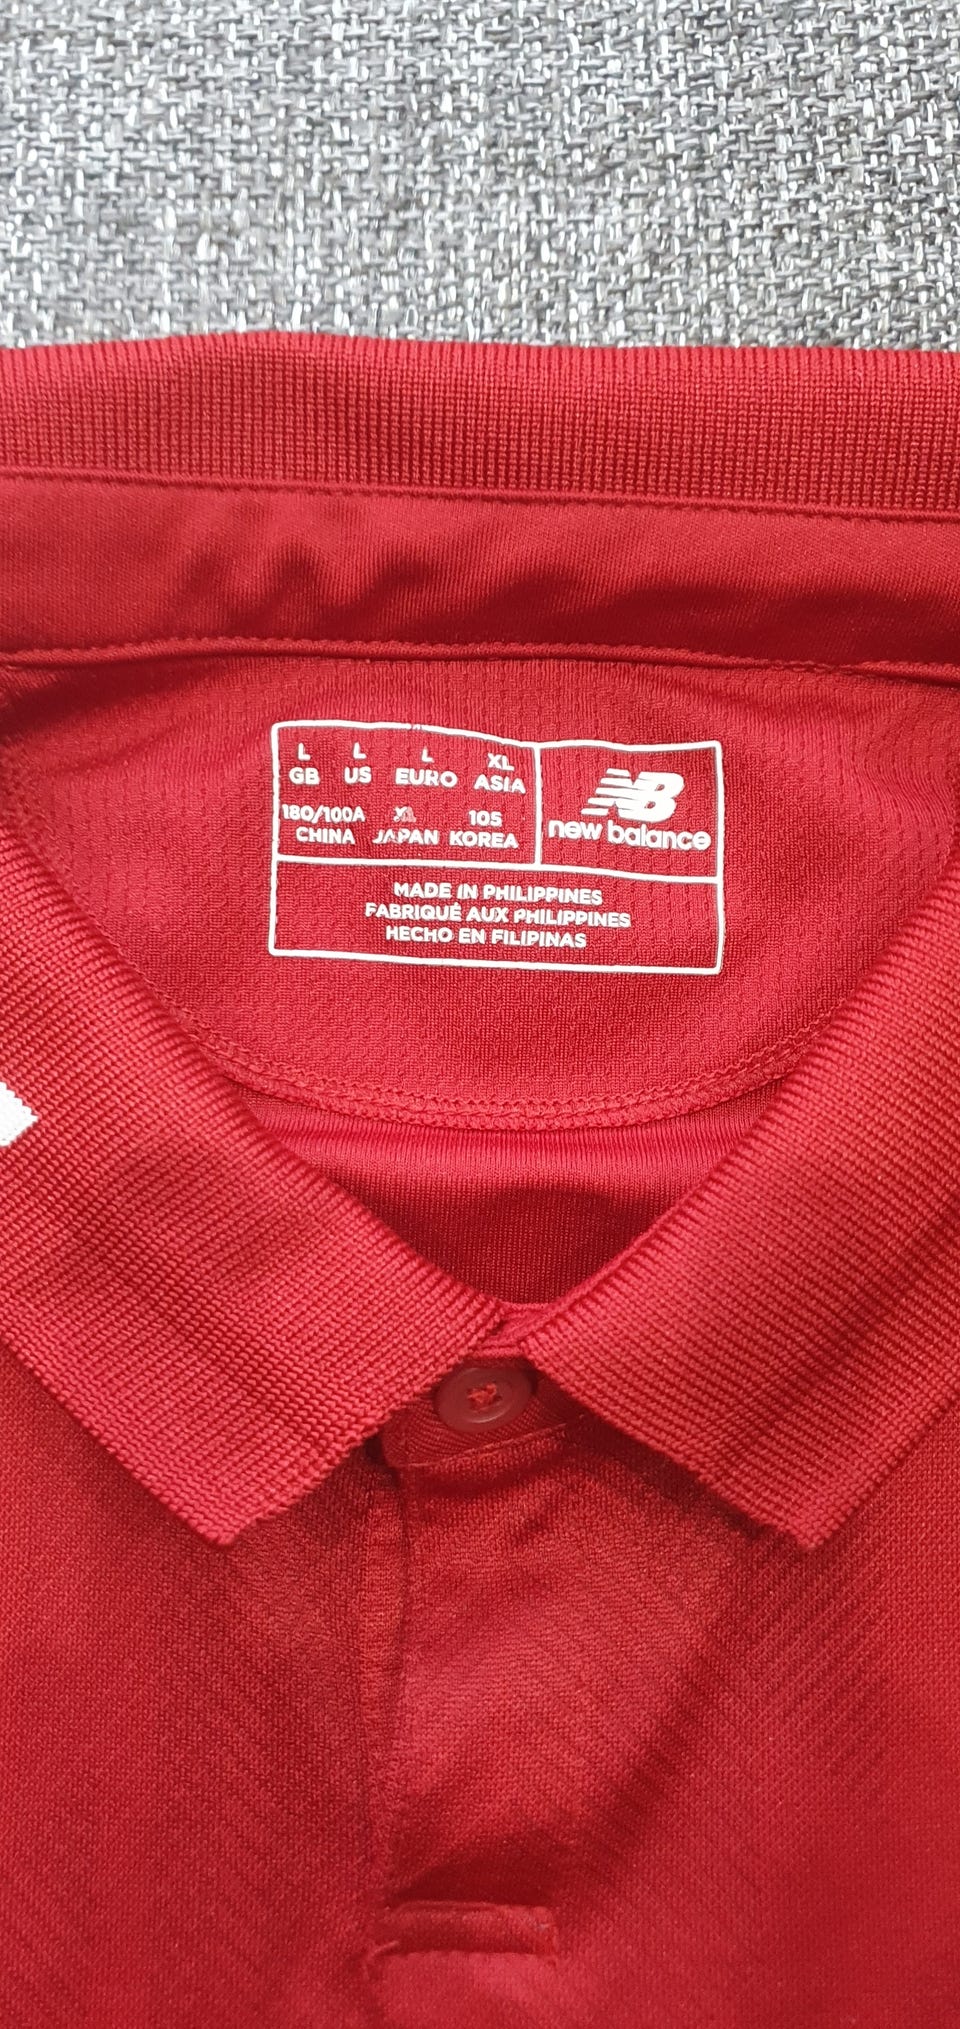 L L L XL
GB US EURO ASIA
180/100A XL 105
CHINA JAPAN KOREA
NB
new balance
MADE IN PHILIPPINES
FABRIQUÉ AUX PHILIPPINES
HECHO EN FILIPINAS